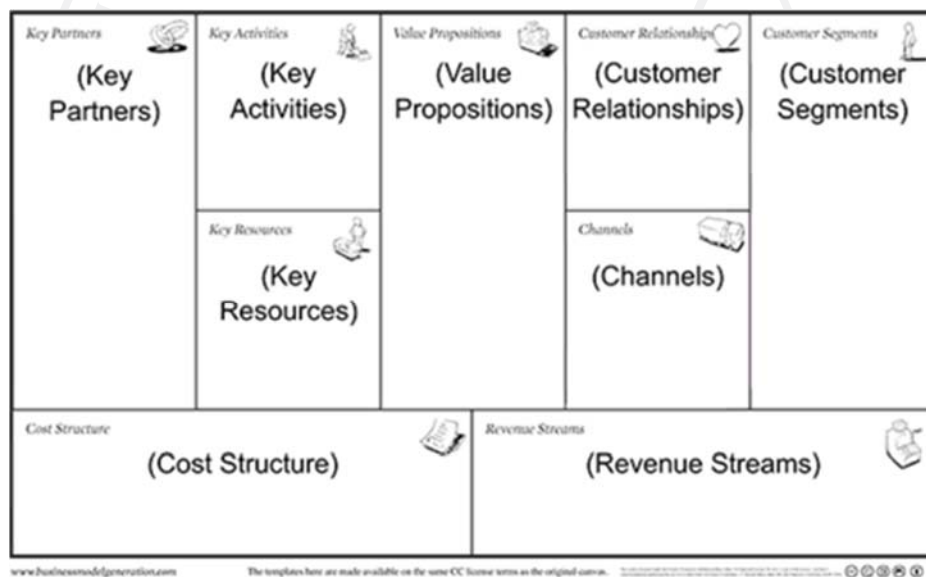 Key Partners
(Key
Partners)
Key Activities
(Key
Activities)
Value Propositions
(Value
Propositions)
Customer Relationships
(Customer
Relationships)
Customer Segments
(Customer
Segments)
Key Resources
(Key
Resources)
Channels
(Channels)
Cost Structure
(Cost Structure)
Revenue Streams
(Revenue Streams)
www.businessmodelgeneration.com
The templates here are made available on the same CC license terms as the original canvas.